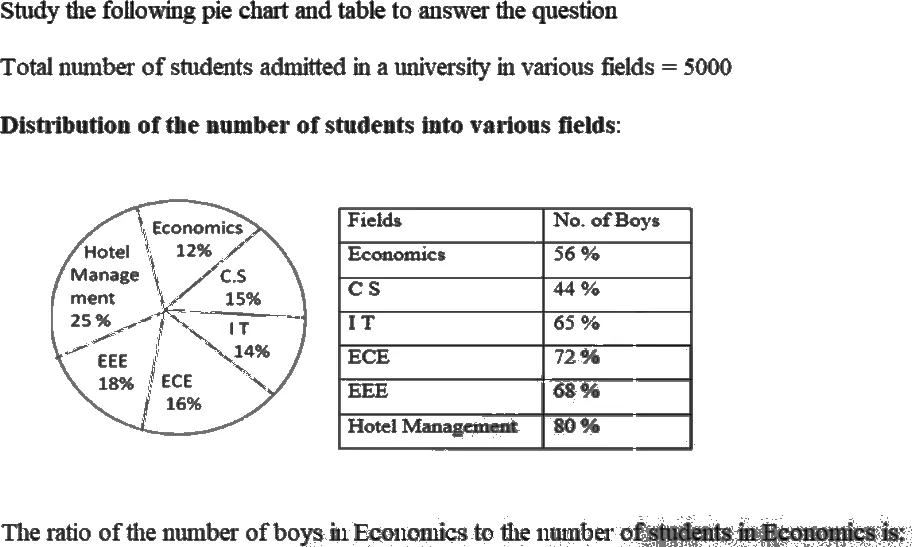 Study the following pie chart and table to answer the question
Total number of students admitted in a university in various fields = 5000
Distribution of the number of students into various fields:
Economics
12%
Hotel
Manage
ment
25 %
C.S
15%
I T
14%
EEE
18%
ECE
16%
Fields No. of Boys
Economics 56 %
C S 44 %
I T 65 %
ECE 72 %
EEE 68 %
Hotel Management 80 %
The ratio of the number of boys in Economics to the number of students in Economics is: